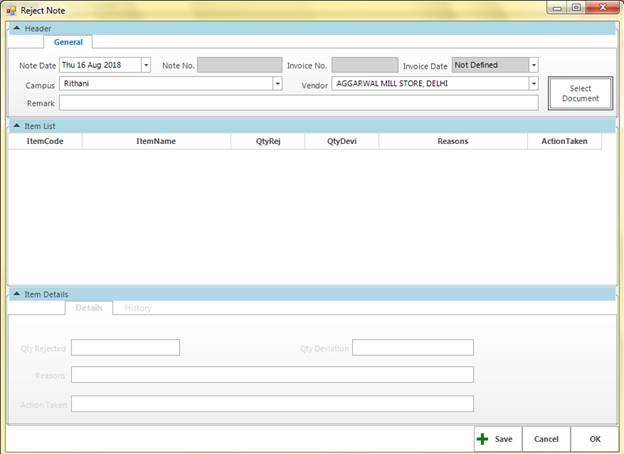 Reject Note
Header
General
Note Date Thu 16 Aug 2018 Note No. Invoice No. Invoice Date Not Defined
Campus Rithani Vendor AGGARWAL MILL STORE, DELHI Select Document
Remark
Item List
ItemCode ItemName QtyRej QtyDevi Reasons ActionTaken
Item Details
Details History
Qty Rejected Qty Deviation
Reasons
Action Taken
Save Cancel OK